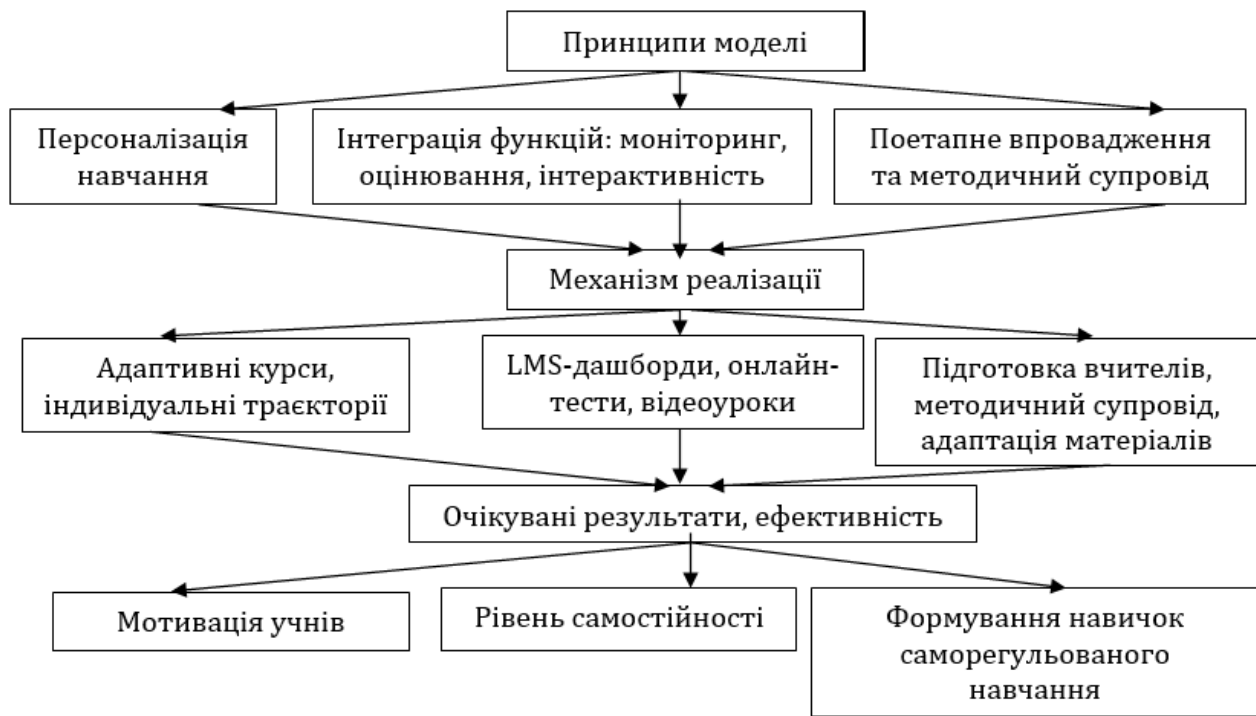 Принципи моделі
Персоналізація
навчання
Інтеграція функцій: моніторинг,
оцінювання, інтерактивність
Поетапне впровадження
та методичний супровід
Механізм реалізації
Адаптивні курси,
індивідуальні траєкторії
LMS-дашборди, онлайн-
тести, відеоуроки
Підготовка вчителів,
методичний супровід,
адаптація матеріалів
Очікувані результати, ефективність
Мотивація учнів
Рівень самостійності
Формування навичок
саморегульованого
навчання